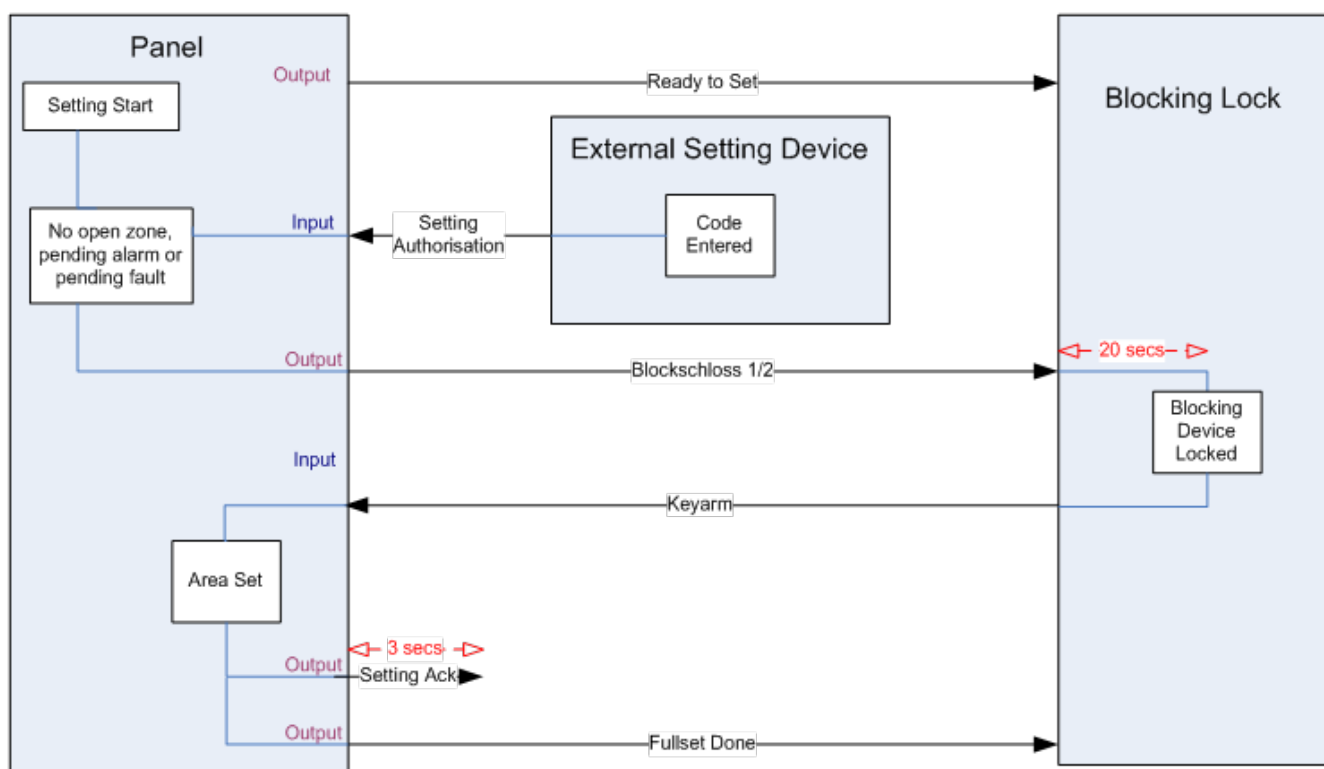 Panel
Output
Ready to Set
Blocking Lock
Setting Start
External Setting Device
Input
Setting
Authorisation
Code
Entered
No open zone,
pending alarm or
pending fault
Output
Blockschloss 1/2
20 secs
Blocking
Device
Locked
Input
Keyarm
Area Set
3 secs
Output
Setting Ack
Output
Fullset Done